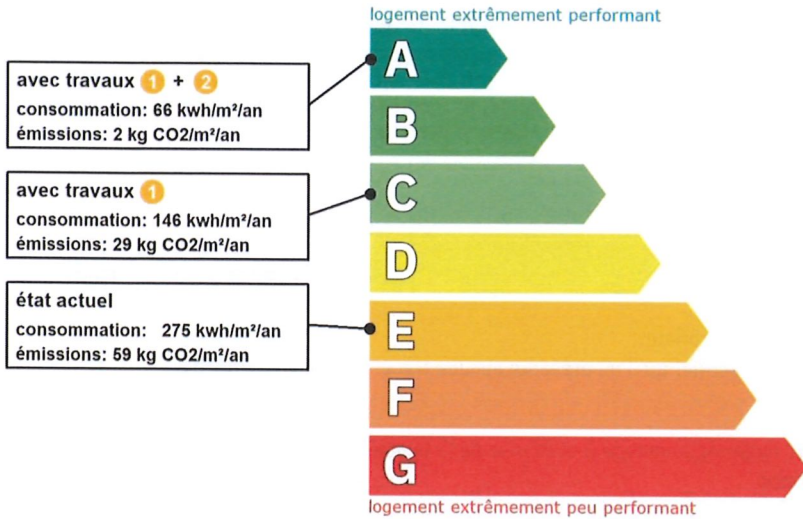 logement extrêmement performant
A
avec travaux 1 + 2
consommation: 66 kwh/m²/an
émissions: 2 kg CO2/m²/an
B
avec travaux 1
consommation: 146 kwh/m²/an
émissions: 29 kg CO2/m²/an
C
D
état actuel
consommation: 275 kwh/m²/an
émissions: 59 kg CO2/m²/an
E
F
G
logement extrêmement peu performant